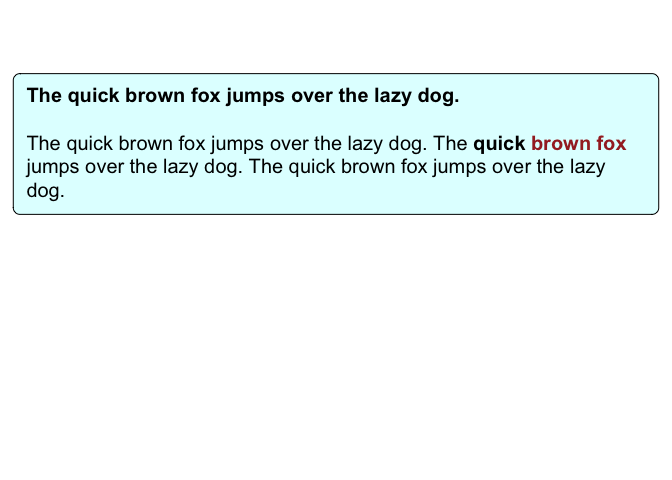 The quick brown fox jumps over the lazy dog.
The quick brown fox jumps over the lazy dog. The quick brown fox
jumps over the lazy dog. The quick brown fox jumps over the lazy
dog.